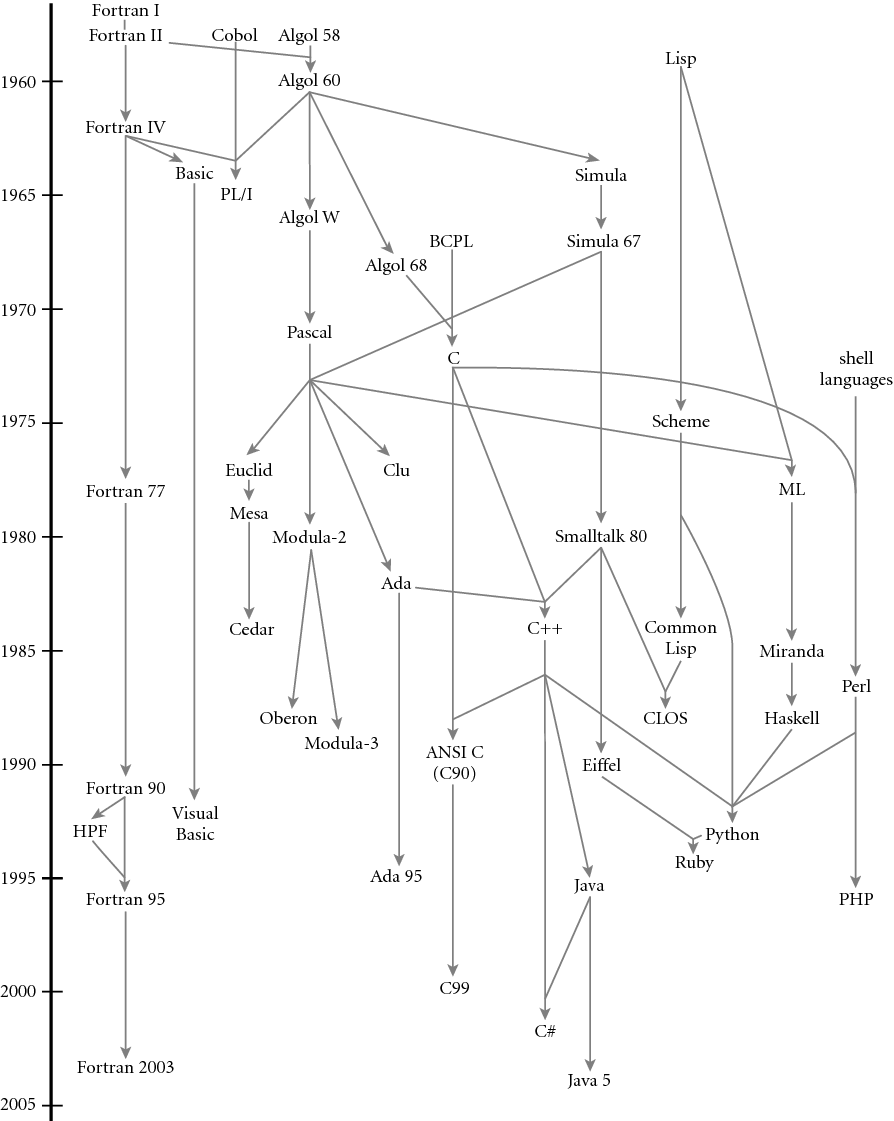 Fortran I
Fortran II
Cobol
Algol 58
Lisp
1960
Algol 60
Fortran IV
Basic
Simula
PL/I
1965
Algol W
BCPL
Simula 67
Algol 68
1970
Pascal
C
shell
languages
1975
Scheme
Euclid
Clu
Fortran 77
ML
Mesa
1980
Modula-2
Smalltalk 80
Ada
Cedar
C++
Common
Lisp
1985
Miranda
Perl
Oberon
CLOS
Haskell
Modula-3
ANSI C
(C90)
1990
Eiffel
Fortran 90
Visual
Basic
HPF
Python
Ruby
1995
Ada 95
Java
Fortran 95
PHP
C99
2000
C#
Fortran 2003
Java 5
2005